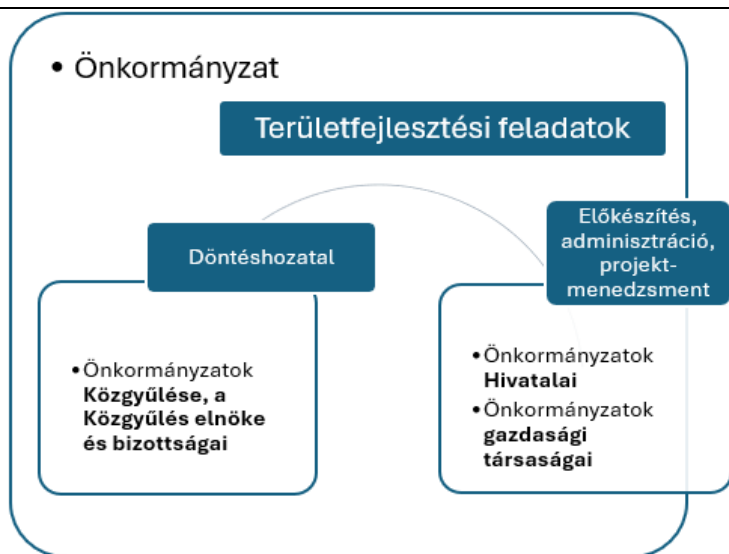 • Önkormányzat
Területfejlesztési feladatok
Döntéshozatal
•Önkormányzatok
Közgyűlése, a
Közgyűlés elnöke
és bizottságai
Előkészítés,
adminisztráció,
projekt-
menedzsment
•Önkormányzatok
Hivatalai
•Önkormányzatok
gazdasági
társaságai